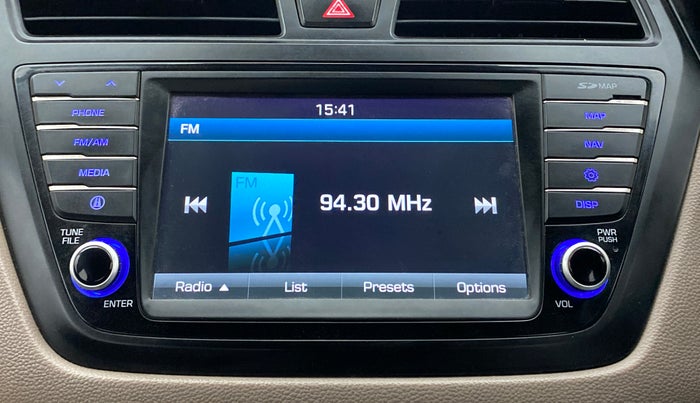 15:41
FM
FM
94.30 MHz
Radio ▲ List Presets Options
PHONE
FM/AM
MEDIA
TUNE
FILE
ENTER
SD MAP
MAP
NAV
DISP
PWR
PUSH
VOL